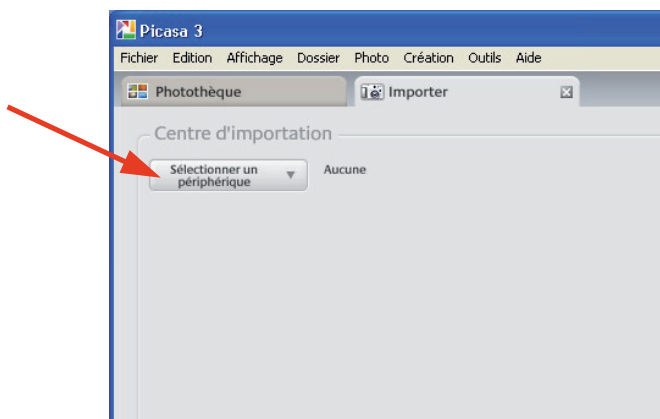 Picasa 3
Fichier Edition Affichage Dossier Photo Création Outils Aide
Photothèque Importer
Centre d'importation
Sélectionner un
périphérique
Aucune